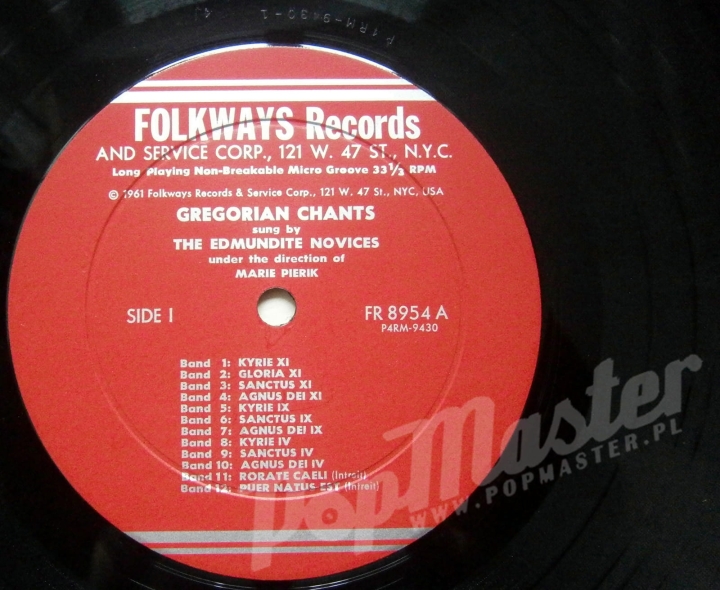 P1RM-9430-1
FOLKWAYS Records
AND SERVICE CORP., 121 W. 47 ST., N.Y.C.
Long Playing Non-Breakable Micro Groove 33 1/3 RPM
© 1961 Folkways Records & Service Corp., 121 W. 47 St., NYC, USA
GREGORIAN CHANTS
sung by
THE EDMUNDITE NOVICES
under the direction of
MARIE PIERIK
SIDE I
FR 8954 A
P4RM-9430
Band 1: KYRIE XI
Band 2: GLORIA XI
Band 3: SANCTUS XI
Band 4: AGNUS DEI XI
Band 5: KYRIE IX
Band 6: SANCTUS IX
Band 7: AGNUS DEI IX
Band 8: KYRIE IV
Band 9: SANCTUS IV
Band 10: AGNUS DEI IV
Band 11: RORATE CAELI (Introit)
Band 12: PUER NATUS EST (Introit)
PopMaster
WWW.POPMASTER.PL